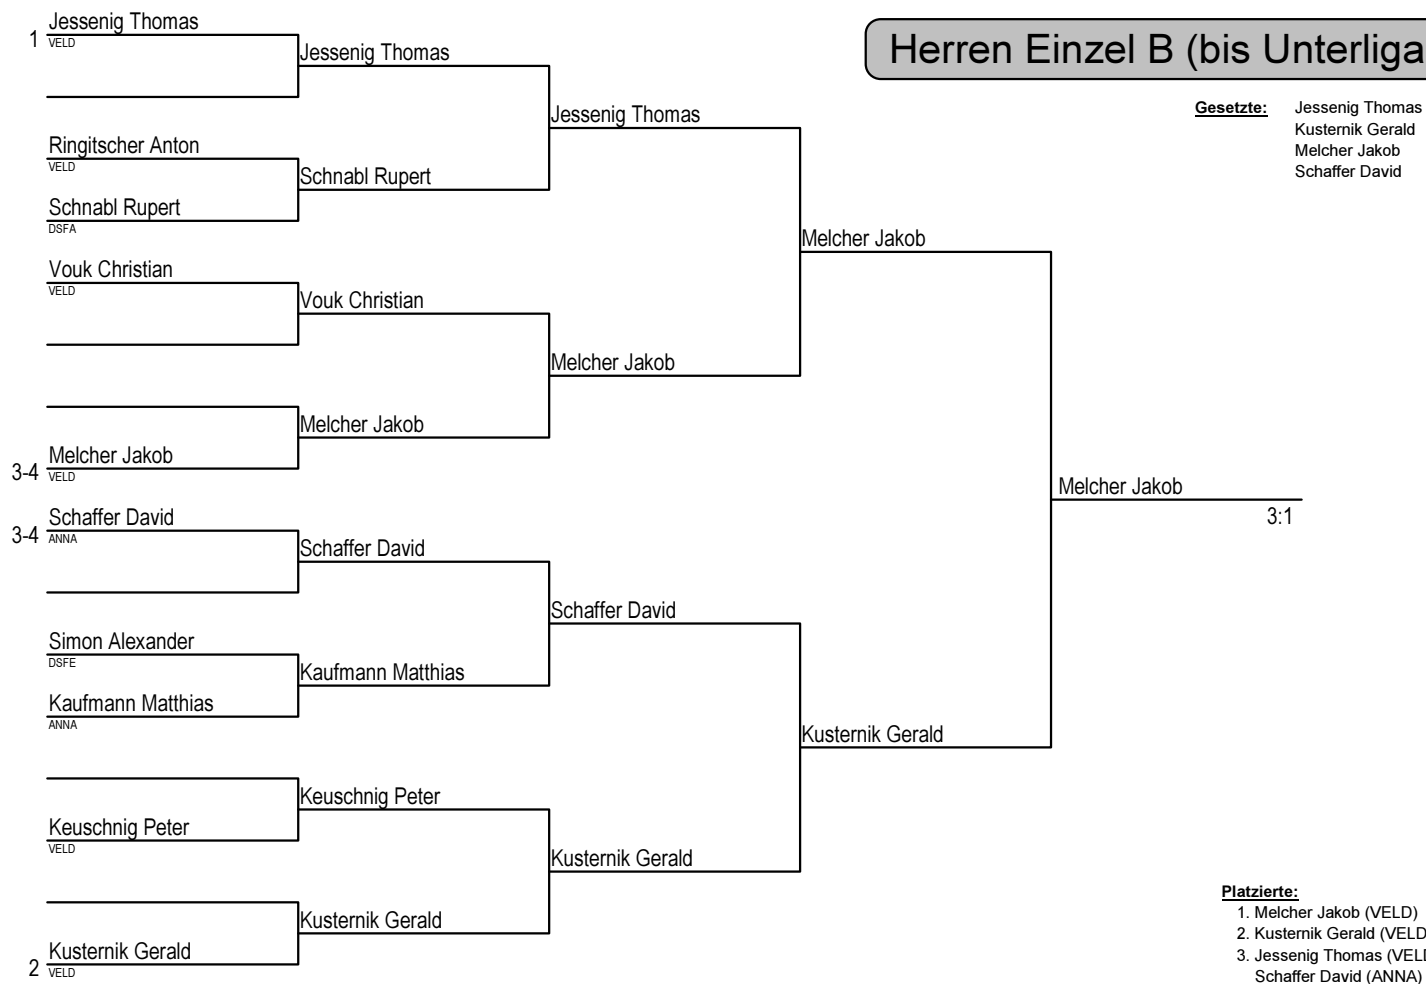 Herren Einzel B (bis Unterliga
Gesetzte: Jessenig Thomas
Kusternik Gerald
Melcher Jakob
Schaffer David
1 Jessenig Thomas
VELD
Ringitscher Anton
VELD
Schnabl Rupert
DSFA
Vouk Christian
VELD
Melcher Jakob
3-4 VELD
Schaffer David
3-4 ANNA
Simon Alexander
DSFE
Kaufmann Matthias
ANNA
Keuschnig Peter
VELD
Kusternik Gerald
2 VELD
Jessenig Thomas
Schnabl Rupert
Vouk Christian
Melcher Jakob
Schaffer David
Kaufmann Matthias
Keuschnig Peter
Kusternik Gerald
Jessenig Thomas
Melcher Jakob
Schaffer David
Kusternik Gerald
Melcher Jakob
Kusternik Gerald
Melcher Jakob
3:1
Platzierte:
1. Melcher Jakob (VELD)
2. Kusternik Gerald (VELD
3. Jessenig Thomas (VEL
Schaffer David (ANNA)